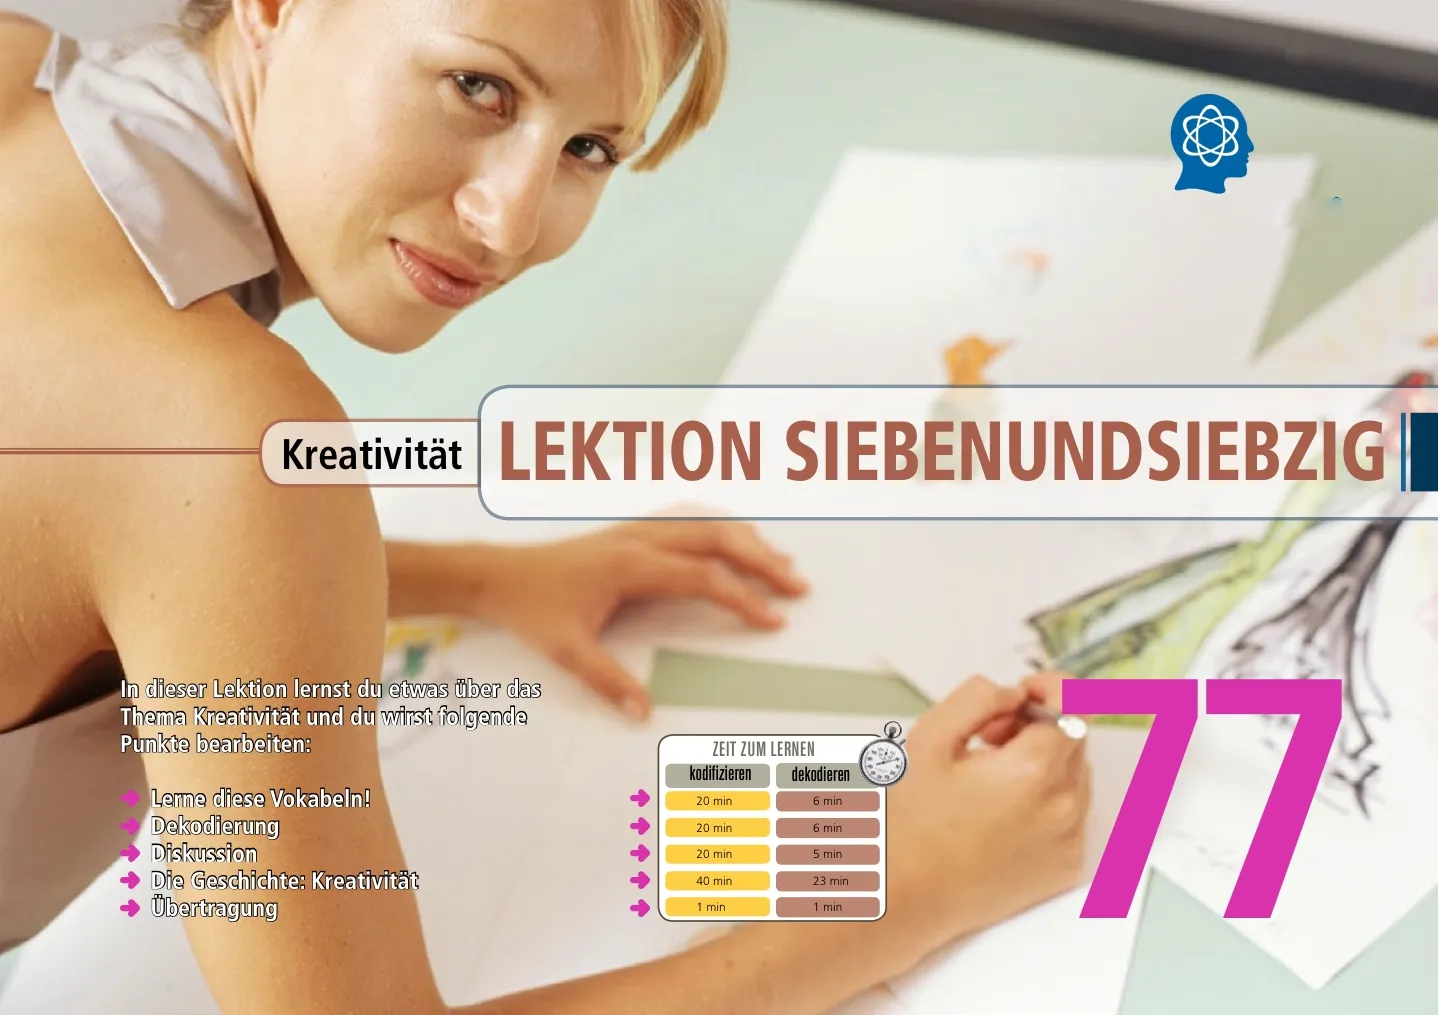 Kreativität
LEKTION SIEBENUNDSIEBZIG
In dieser Lektion lernst du etwas über das
Thema Kreativität und du wirst folgende
Punkte bearbeiten:
Lerne diese Vokabeln!
Dekodierung
Diskussion
Die Geschichte: Kreativität
Übertragung
ZEIT ZUM LERNEN
kodifizieren dekodieren
20 min 6 min
20 min 6 min
20 min 5 min
40 min 23 min
1 min 1 min
77